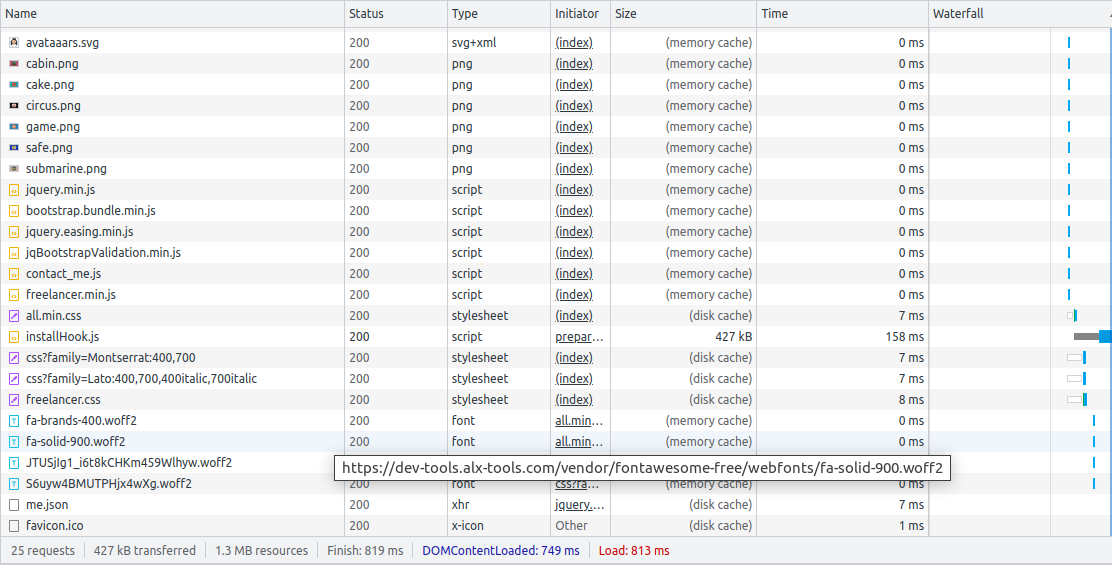 Name Status Type Initiator Size Time Waterfall
avataaars.svg 200 svg+xml (index) (memory cache) 0 ms
cabin.png 200 png (index) (memory cache) 0 ms
cake.png 200 png (index) (memory cache) 0 ms
circus.png 200 png (index) (memory cache) 0 ms
game.png 200 png (index) (memory cache) 0 ms
safe.png 200 png (index) (memory cache) 0 ms
submarine.png 200 png (index) (memory cache) 0 ms
jquery.min.js 200 script (index) (memory cache) 0 ms
bootstrap.bundle.min.js 200 script (index) (memory cache) 0 ms
jquery.easing.min.js 200 script (index) (memory cache) 0 ms
jqBootstrapValidation.min.js 200 script (index) (memory cache) 0 ms
contact_me.js 200 script (index) (memory cache) 0 ms
freelancer.min.js 200 script (index) (memory cache) 0 ms
all.min.css 200 stylesheet (index) (disk cache) 7 ms
installHook.js 200 script prepar... 427 kB 158 ms
css?family=Montserrat:400,700 200 stylesheet (index) (disk cache) 7 ms
css?family=Lato:400,700,400italic,700italic 200 stylesheet (index) (disk cache) 7 ms
freelancer.css 200 stylesheet (index) (disk cache) 8 ms
fa-brands-400.woff2 200 font all.min... (memory cache) 0 ms
fa-solid-900.woff2 200 font all.min... (memory cache) 0 ms
JTUSjIg1_i6t8kCHKm459Wlhyw.woff2
https://dev-tools.alx-tools.com/vendor/fontawesome-free/webfonts/fa-solid-900.woff2
S6uyw4BMUTPHjx4wXg.woff2 200 font css?fa... (memory cache) 0 ms
me.json 200 xhr jquery.... (disk cache) 7 ms
favicon.ico 200 x-icon Other (disk cache) 1 ms
25 requests 427 kB transferred 1.3 MB resources Finish: 819 ms DOMContentLoaded: 749 ms Load: 813 ms